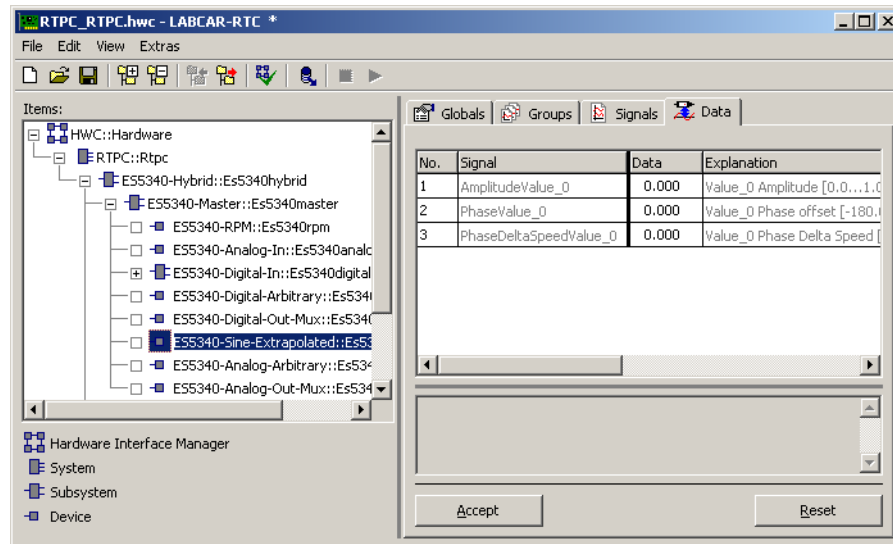 RTPC_RTPC.hwc - LABCAR-RTC *
File Edit View Extras
Items:
HWC::Hardware
RTPC::Rtpc
ES5340-Hybrid::Es5340hybrid
ES5340-Master::Es5340master
ES5340-RPM::Es5340rpm
ES5340-Analog-In::Es5340analc
ES5340-Digital-In::Es5340digital
ES5340-Digital-Arbitrary::Es534
ES5340-Digital-Out-Mux::Es534
ES5340-Sine-Extrapolated::Es53
ES5340-Analog-Arbitrary::Es534
ES5340-Analog-Out-Mux::Es534
Hardware Interface Manager
System
Subsystem
Device
Globals Groups Signals Data
No. Signal Data Explanation
1 AmplitudeValue_0 0.000 Value_0 Amplitude [0.0...1.0
2 PhaseValue_0 0.000 Value_0 Phase offset [-180.
3 PhaseDeltaSpeedValue_0 0.000 Value_0 Phase Delta Speed [
Accept Reset